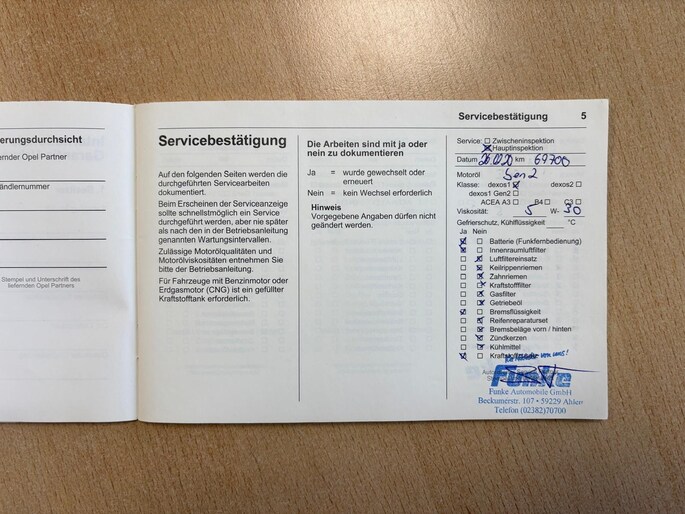 erungsdurchsicht
fernder Opel Partner
ändlernummer
Stempel und Unterschrift des
liefernden Opel Partners
Servicebestätigung
Auf den folgenden Seiten werden die
durchgeführten Servicearbeiten
dokumentiert.
Beim Erscheinen der Serviceanzeige
sollte schnellstmöglich ein Service
durchgeführt werden, aber nie später
als nach den in der Betriebsanleitung
genannten Wartungsintervallen.
Zulässige Motorölqualitäten und
Motorölviskositäten entnehmen Sie
bitte der Betriebsanleitung.
Für Fahrzeuge mit Benzinmotor oder
Erdgasmotor (CNG) ist ein gefüllter
Kraftstofftank erforderlich.
Die Arbeiten sind mit ja oder
nein zu dokumentieren
Ja = wurde gewechselt oder
erneuert
Nein = kein Wechsel erforderlich
Hinweis
Vorgegebene Angaben dürfen nicht
geändert werden.
Servicebestätigung 5
Service: Zwischeninspektion
Hauptinspektion
Datum km 69700
Motoröl Gen2
Klasse: dexos1 dexos2
dexos1 Gen2
ACEA A3 B4 C3
Viskosität: 5 W- 30
Gefrierschutz, Kühlflüssigkeit: °C
Ja Nein
Batterie (Funkfernbedienung)
Innenraumluftfilter
Luftfiltereinsatz
Keilrippenriemen
Zahnriemen
Kraftstofffilter
Gasfilter
Getriebeöl
Bremsflüssigkeit
Reifenreparaturset
Bremsbeläge vorn / hinten
Zündkerzen
Kühlmittel
von uns!
Funke
Funke Automobile GmbH
Beckumerstr. 107 • 59229 Ahlen
Telefon (02382)70700